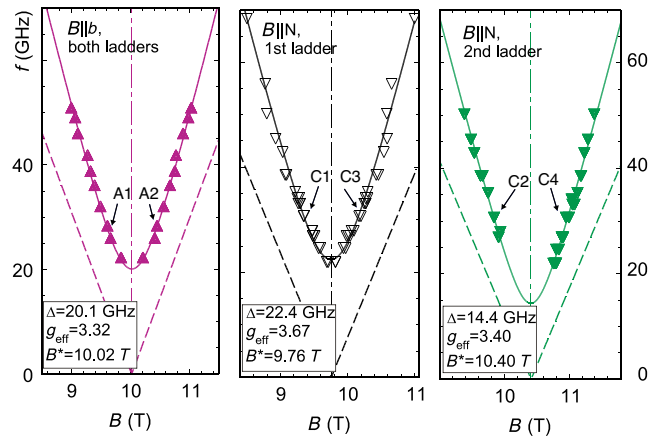 f (GHz)
B||b,
both ladders
A1 A2
Δ=20.1 GHz
g_eff=3.32
B*=10.02 T
0 20 40 60
9 10 11
B (T)
B||N,
1st ladder
C1 C3
Δ=22.4 GHz
g_eff=3.67
B*=9.76 T
9 10 11
B (T)
B||N,
2nd ladder
C2 C4
Δ=14.4 GHz
g_eff=3.40
B*=10.40 T
0 20 40 60
10 11
B (T)